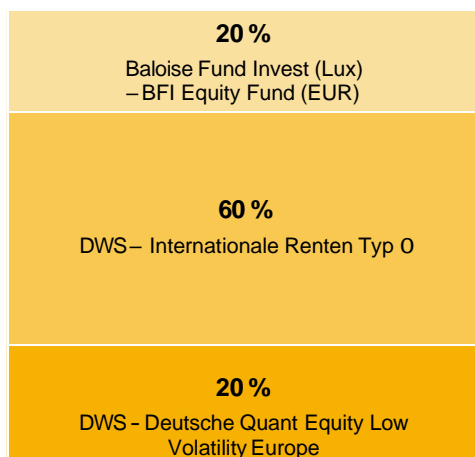 20 %
Baloise Fund Invest (Lux)
– BFI Equity Fund (EUR)
60 %
DWS – Internationale Renten Typ O
20 %
DWS - Deutsche Quant Equity Low
Volatility Europe